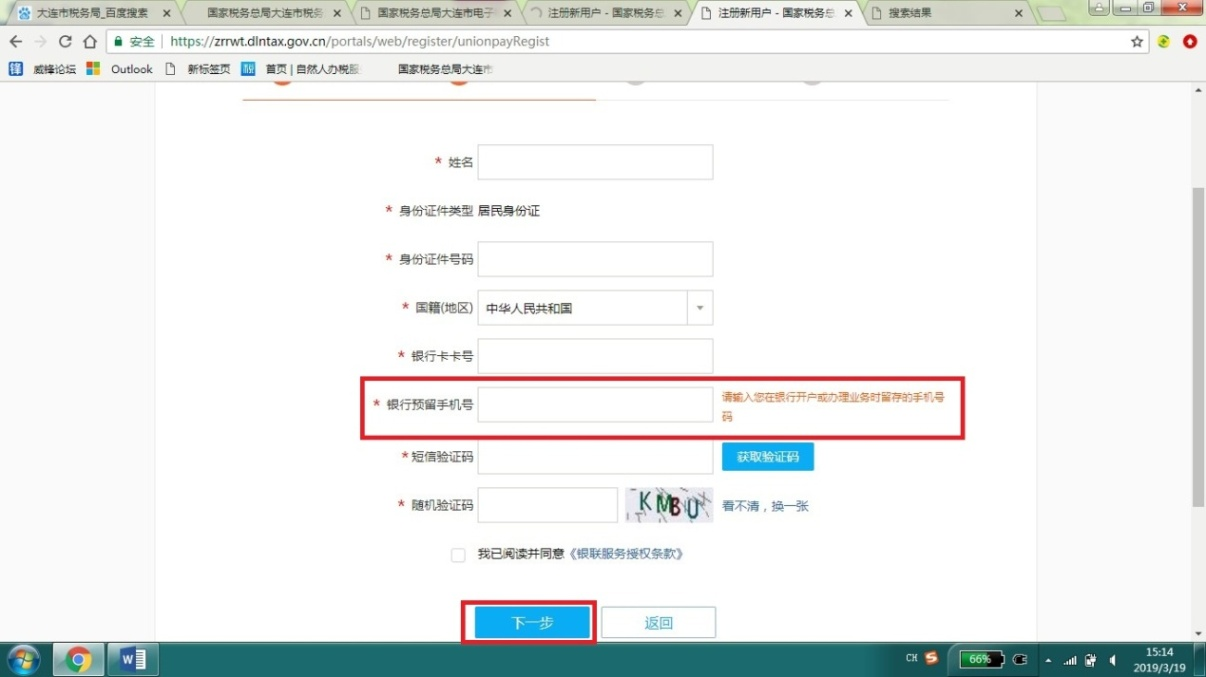 大连市税务局_百度搜索
国家税务总局大连市税务
国家税务总局大连市电子
注册新用户 - 国家税务总
注册新用户 - 国家税务总
搜索结果
安全 | https://zrrwt.dlntax.gov.cn/portals/web/register/unionpayRegist
威锋论坛 Outlook 新标签页 首页 | 自然人办税服 国家税务总局大连市
* 姓名
* 身份证件类型 居民身份证
* 身份证件号码
* 国籍(地区) 中华人民共和国
* 银行卡卡号
* 银行预留手机号 请输入您在银行开户或办理业务时留存的手机号
码
* 短信验证码 获取验证码
* 随机验证码 KMBU 看不清，换一张
我已阅读并同意《银联服务授权条款》
下一步 返回
CH 66% 15:14
2019/3/19